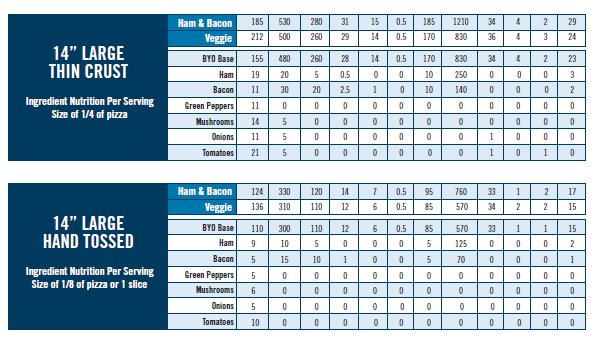 Ham & Bacon 185 530 280 31 15 0.5 185 1210 34 4 2 29
Veggie 212 500 260 29 14 0.5 170 830 36 4 3 24
14” LARGE
THIN CRUST
Ingredient Nutrition Per Serving
Size of 1/4 of pizza
BYO Base 155 480 260 28 14 0.5 170 830 34 4 2 23
Ham 19 20 5 0.5 0 0 10 250 0 0 0 3
Bacon 11 30 20 2.5 1 0 10 140 0 0 0 2
Green Peppers 11 0 0 0 0 0 0 0 0 0 0 0
Mushrooms 14 5 0 0 0 0 0 0 0 0 0 0
Onions 11 5 0 0 0 0 0 0 1 0 0 0
Tomatoes 21 5 0 0 0 0 0 0 1 0 1 0
Ham & Bacon 124 330 120 14 7 0.5 95 760 33 1 2 17
Veggie 136 310 110 12 6 0.5 85 570 34 2 2 15
14” LARGE
HAND TOSSED
Ingredient Nutrition Per Serving
Size of 1/8 of pizza or 1 slice
BYO Base 110 300 110 12 6 0.5 85 570 33 1 1 15
Ham 9 10 5 0 0 0 5 125 0 0 0 2
Bacon 5 15 10 1 0 0 5 70 0 0 0 1
Green Peppers 5 0 0 0 0 0 0 0 0 0 0 0
Mushrooms 6 0 0 0 0 0 0 0 0 0 0 0
Onions 5 0 0 0 0 0 0 0 0 0 0 0
Tomatoes 10 0 0 0 0 0 0 0 0 0 0 0